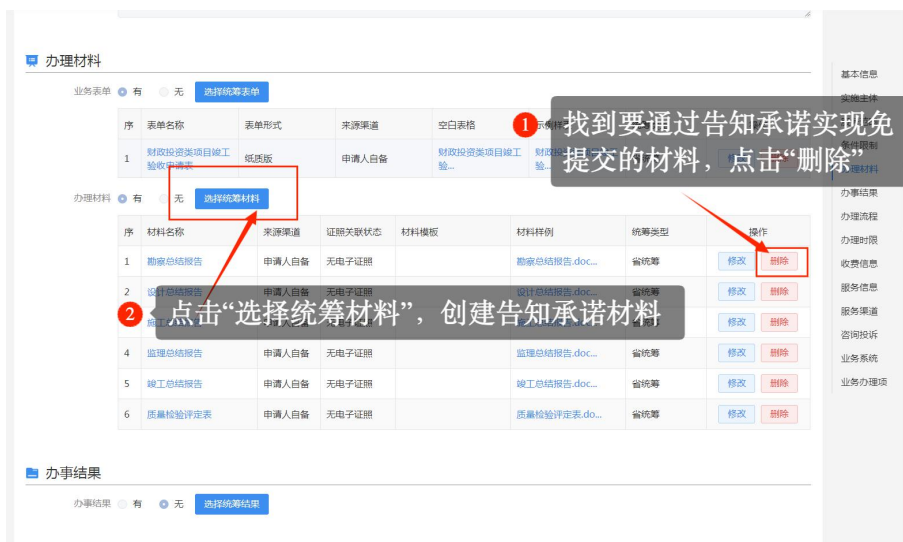 办理材料
业务表单 有 无 选择统筹表单
序 表单名称 表单形式 来源渠道 空白表格
1 财政投资类项目竣工验收申请表 纸质版 申请人自备 财政投资类项目竣工验... 财政投资类项目竣工验...
1 找到要通过告知承诺实现免
提交的材料，点击“删除”
办理材料 有 无 选择统筹材料
序 材料名称 来源渠道 证照关联状态 材料模板 材料样例 统筹类型 操作
1 勘察总结报告 申请人自备 无电子证照 勘察总结报告.doc... 省统筹 修改 删除
2 设计总结报告 申请人自备 无电子证照 设计总结报告.doc... 省统筹 修改 删除
2 点击“选择统筹材料”，创建告知承诺材料
修改 删除
4 监理总结报告 申请人自备 无电子证照 监理总结报告.doc... 省统筹 修改 删除
5 竣工总结报告 申请人自备 无电子证照 竣工总结报告.doc... 省统筹 修改 删除
6 质量检验评定表 申请人自备 无电子证照 质量检验评定表.do... 省统筹 修改 删除
办事结果
办事结果 有 无 选择统筹结果
基本信息
实施主体
条件限制
办理材料
办事结果
办理流程
办理时限
收费信息
服务信息
服务渠道
咨询投诉
业务系统
业务办理项